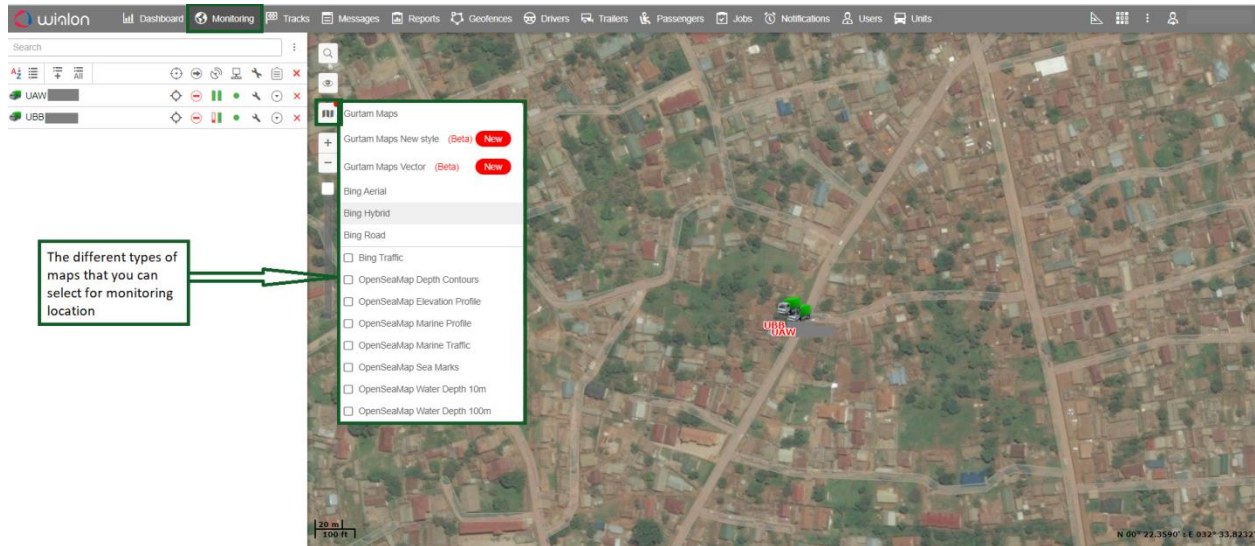 wialon
Dashboard
Monitoring
Tracks
Messages
Reports
Geofences
Drivers
Trailers
Passengers
Jobs
Notifications
Users
Units
Search
All
UAW
UBB
Gurtam Maps
Gurtam Maps New style (Beta) New
Gurtam Maps Vector (Beta) New
Bing Aerial
Bing Hybrid
Bing Road
Bing Traffic
OpenSeaMap Depth Contours
OpenSeaMap Elevation Profile
OpenSeaMap Marine Profile
OpenSeaMap Marine Traffic
OpenSeaMap Sea Marks
OpenSeaMap Water Depth 10m
OpenSeaMap Water Depth 100m
The different types of
maps that you can
select for monitoring
location
UBB
UAW
20 m
100 ft
N 00° 22.3590' : E 032° 33.8232